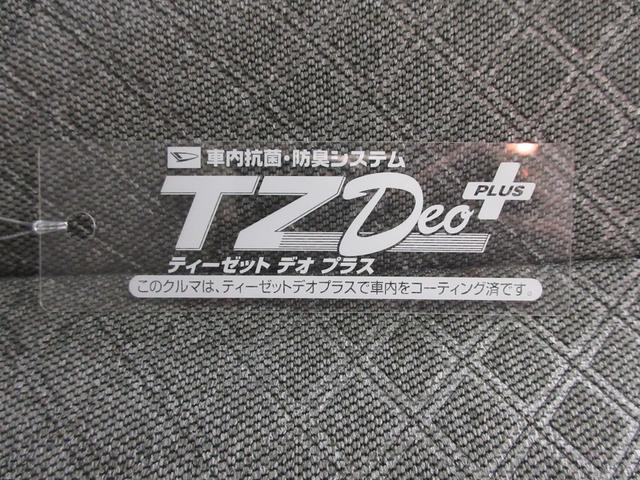 車内抗菌・防臭システム
TZ Deo PLUS
ティーゼット デオ プラス
このクルマは、ティーゼットデオプラスで車内をコーティング済です。